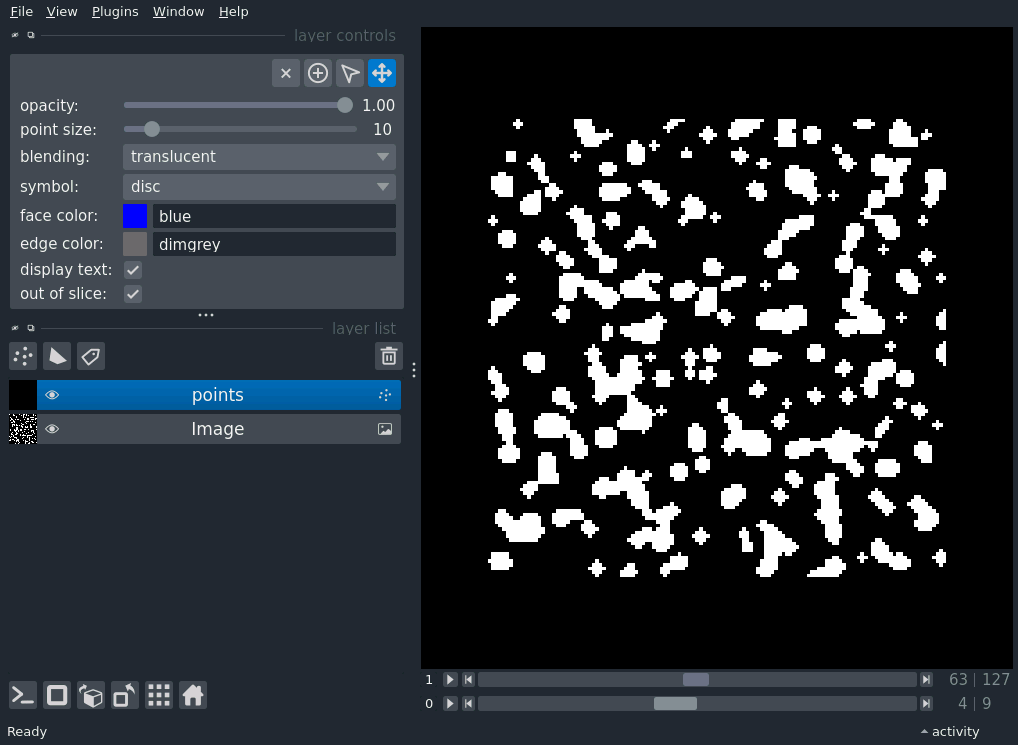 File View Plugins Window Help
layer controls
opacity: 1.00
point size: 10
blending: translucent
symbol: disc
face color: blue
edge color: dimgrey
display text:
out of slice:
layer list
points
Image
1 63 | 127
0 4 | 9
Ready activity